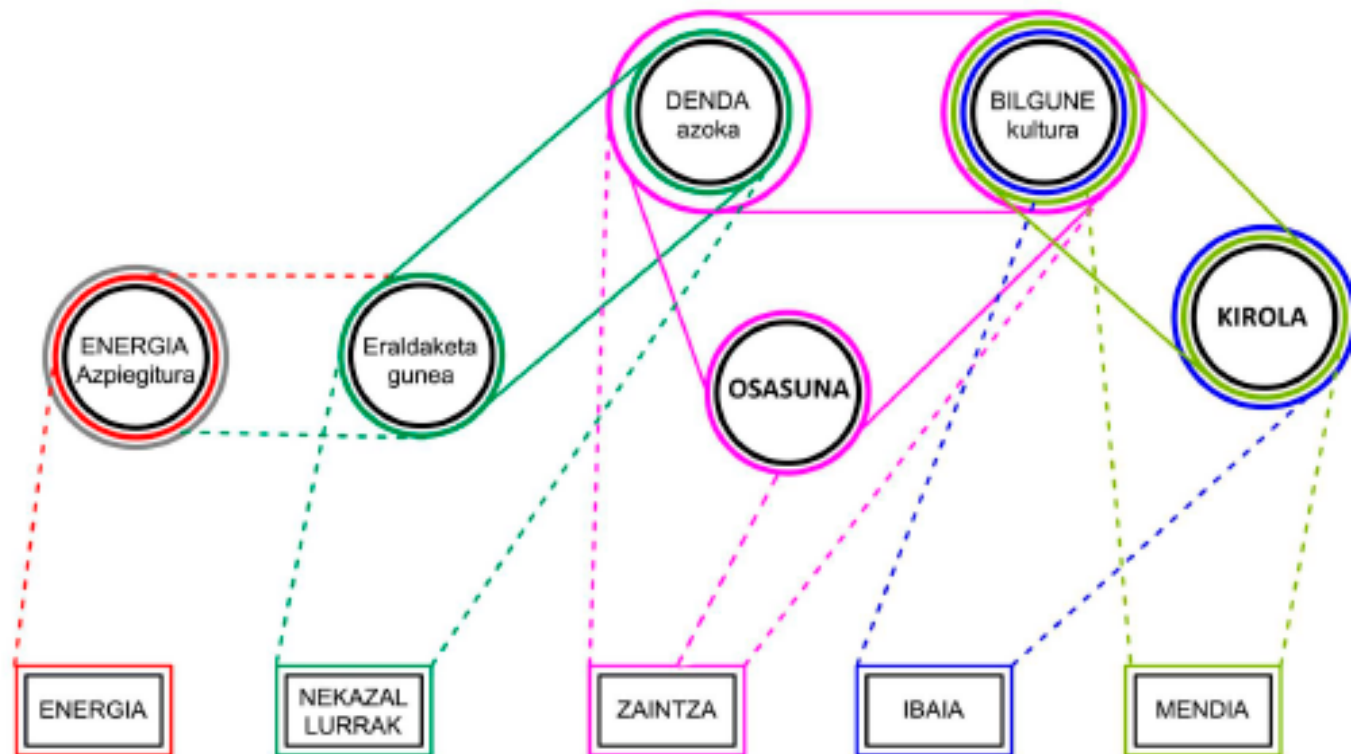 DENDA
azoka
BILGUNE
kultura
ENERGIA
Azpiegitura
Eraldaketa
gunea
OSASUNA
KIROLA
ENERGIA
NEKAZAL
LURRAK
ZAINTZA
IBAIA
MENDIA